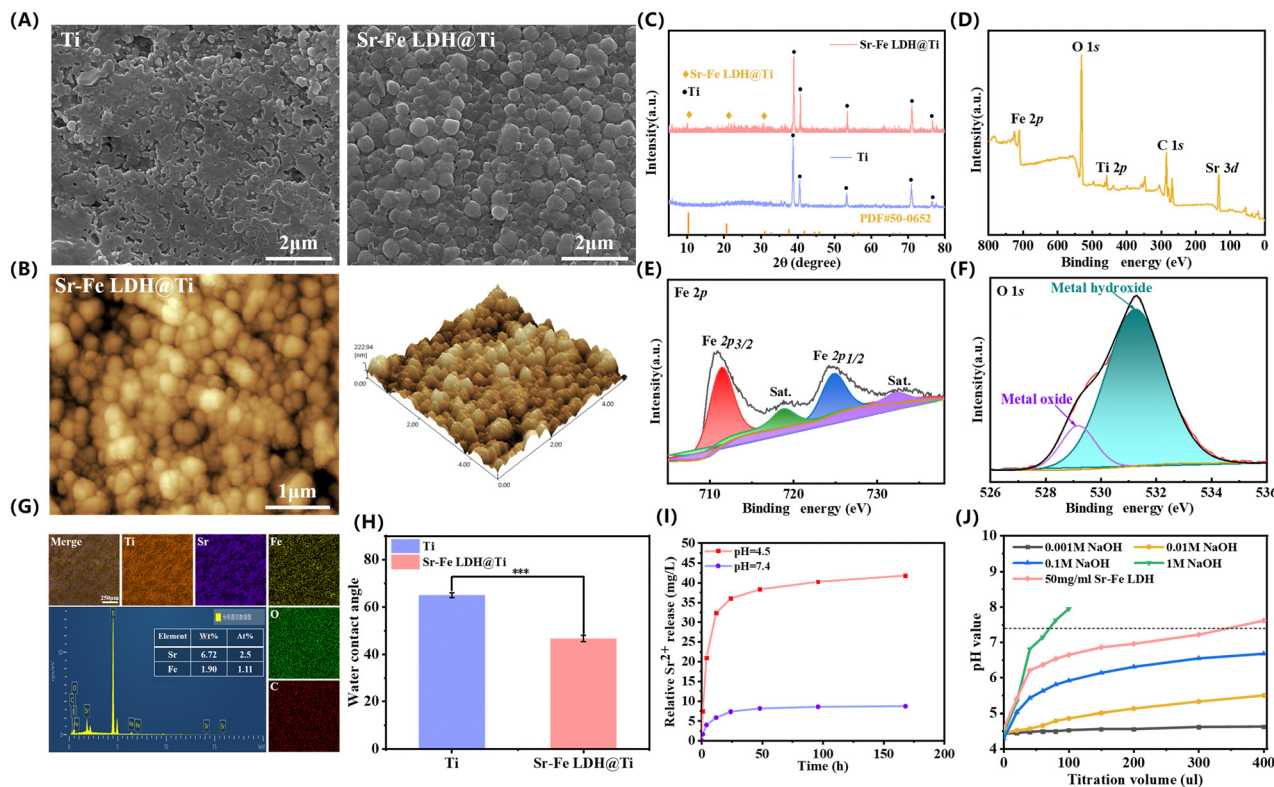 (A)
Ti
2μm
Sr-Fe LDH@Ti
2μm
(B)
Sr-Fe LDH@Ti
1μm
222.94
[nm]
0.00
2.00
4.00
0.00
2.00
4.00
(C)
Intensity(a.u.)
Sr-Fe LDH@Ti
Sr-Fe LDH@Ti
Ti
Ti
PDF#50-0652
5 10 20 30 40 50 60 70 80
2θ (degree)
(D)
Intensity(a.u.)
O 1s
Fe 2p
Ti 2p
C 1s
Sr 3d
800 700 600 500 400 300 200 100 0
Binding energy (eV)
(E)
Fe 2p
Intensity(a.u.)
Fe 2p3/2
Sat.
Fe 2p1/2
Sat.
710 720 730
Binding energy (eV)
(F)
O 1s
Intensity(a.u.)
Metal hydroxide
Metal oxide
526 528 530 532 534 536
Binding energy (eV)
(G)
Merge
250μm
Ti
Sr
Fe
O
C
Element Wt% At%
Sr 6.72 2.5
Fe 1.90 1.11
0 5 10 15 keV
(H)
Water contact angle
Ti
Sr-Fe LDH@Ti
***
80
60
40
20
0
Ti Sr-Fe LDH@Ti
(I)
Relative Sr2+ release (mg/L)
pH=4.5
pH=7.4
50
45
40
35
30
25
20
15
10
5
0
0 50 100 150 200
Time (h)
(J)
pH value
0.001M NaOH 0.01M NaOH
0.1M NaOH 1M NaOH
50mg/ml Sr-Fe LDH
9
8
7
6
5
4
0 100 200 300 400
Titration volume (ul)